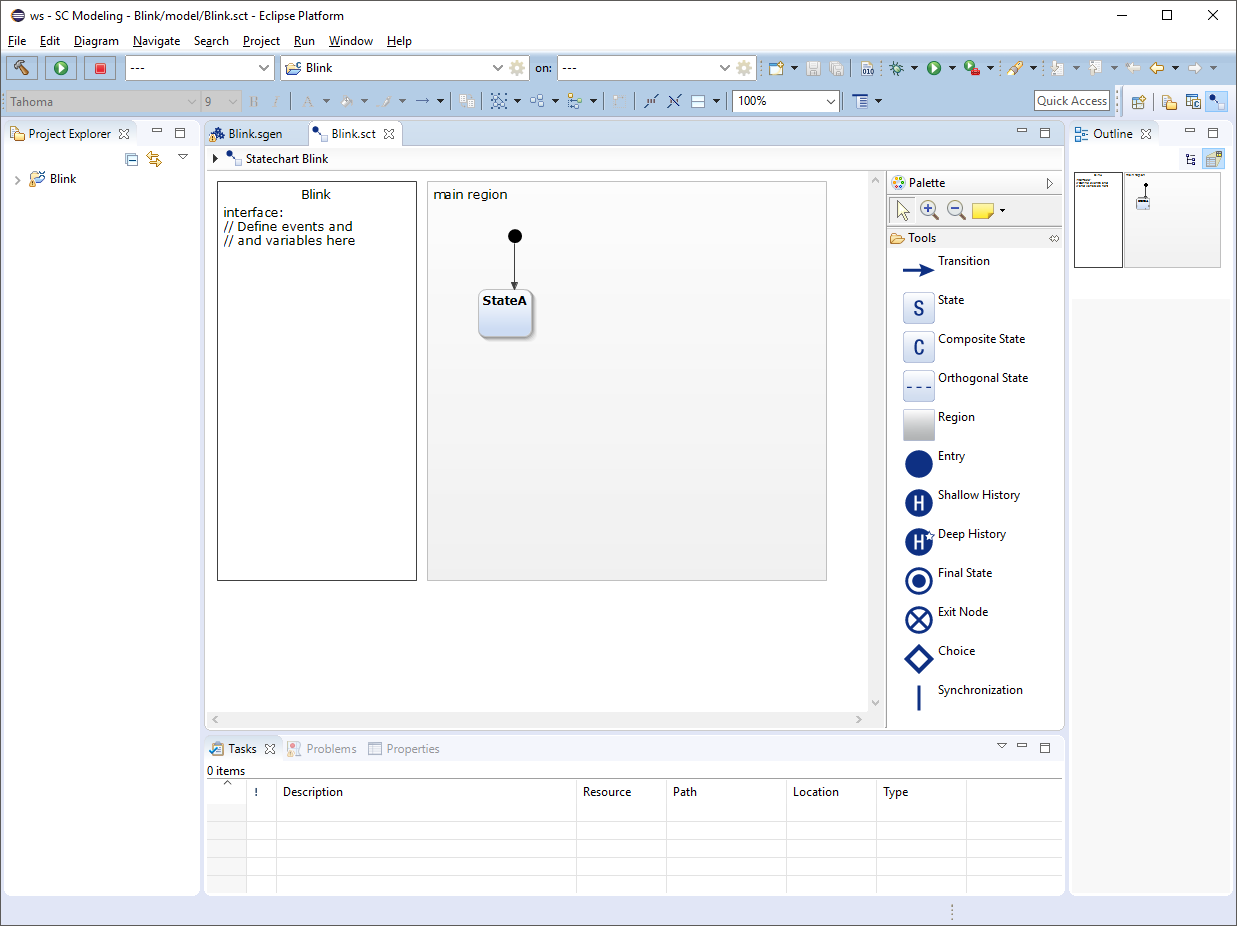 ws - SC Modeling - Blink/model/Blink.sct - Eclipse Platform
File Edit Diagram Navigate Search Project Run Window Help
--- Blink on: ---
010
Tahoma 9 B I A 100% Quick Access
Project Explorer
Blink
Blink.sgen Blink.sct
Statechart Blink
Blink
interface:
// Define events and
// and variables here
main region
StateA
Palette
Tools
Transition
S State
C Composite State
Orthogonal State
Region
Entry
H Shallow History
H Deep History
Final State
Exit Node
Choice
Synchronization
Outline
main region
Tasks Problems Properties
0 items
! Description Resource Path Location Type